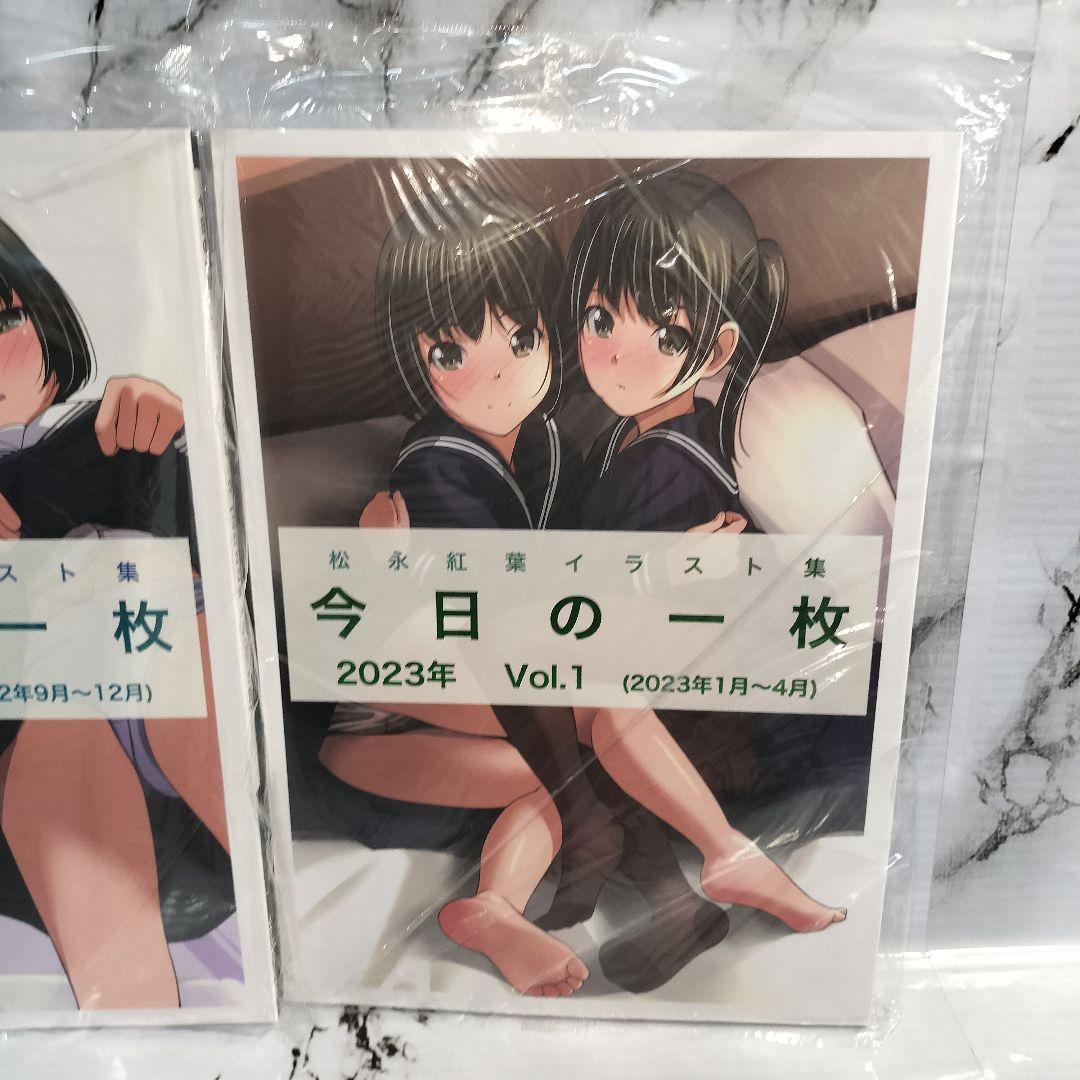 スト集
一枚
2年9月～12月)
松永紅葉イラスト集
今日の一枚
2023年 Vol.1 (2023年1月～4月)